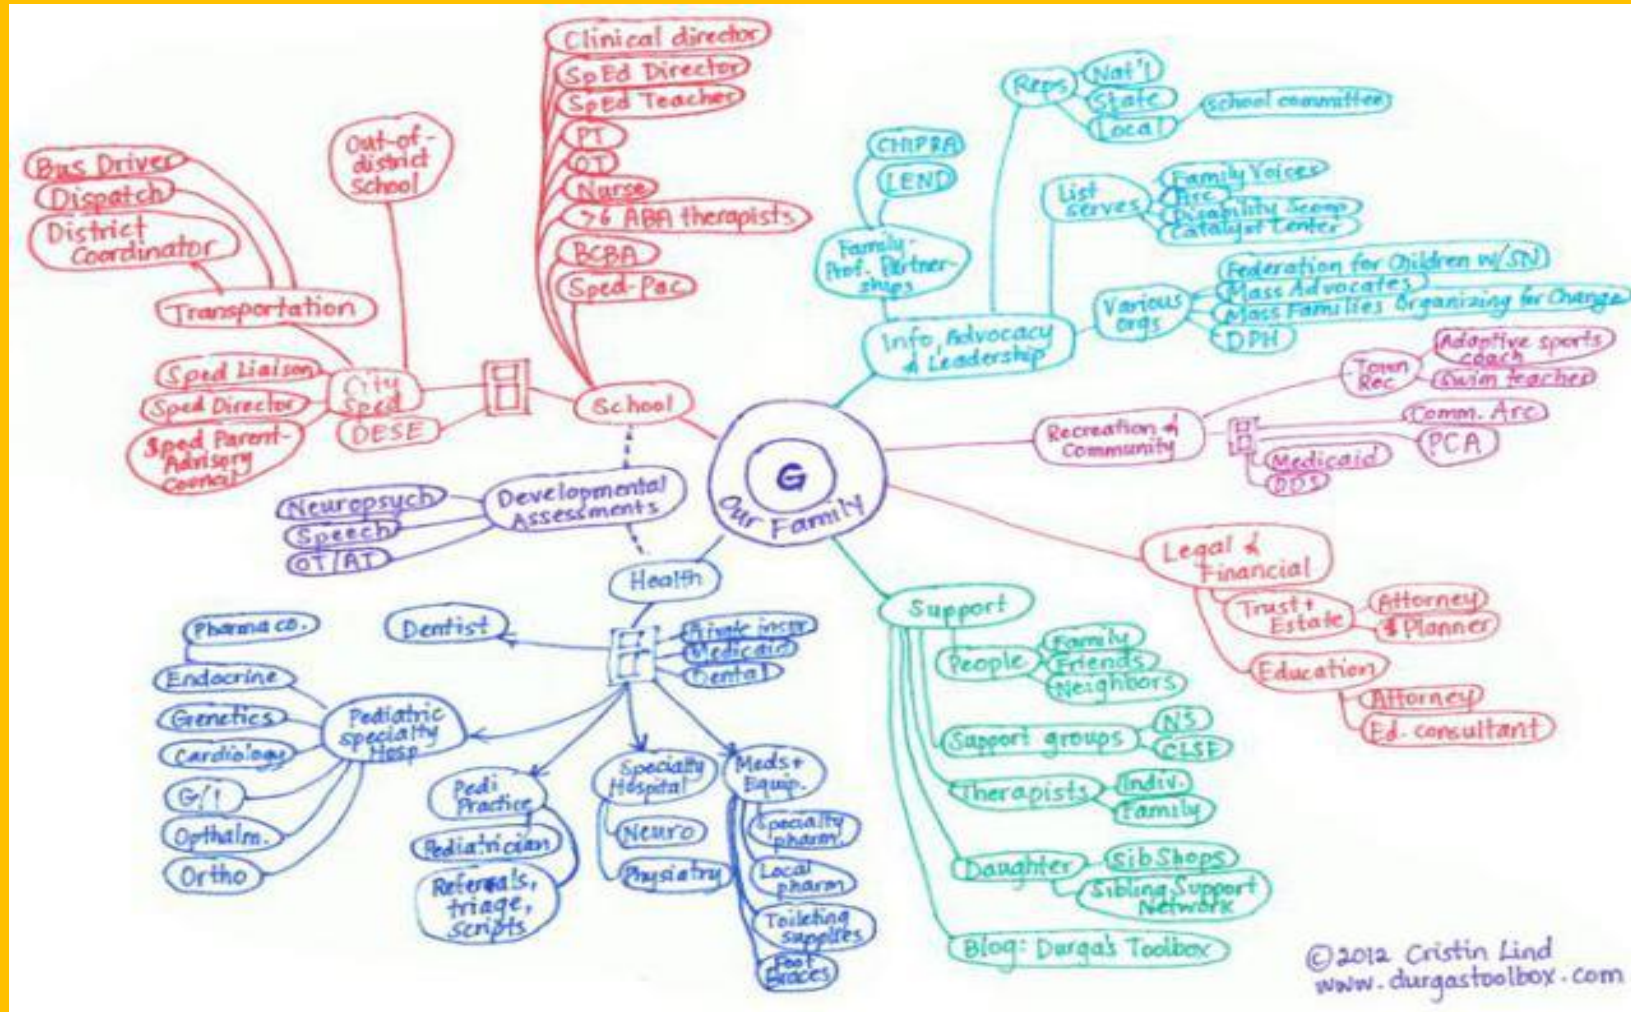 Clinical director
SpEd Director
SpEd Teacher
PT
OT
Nurse
>6 ABA therapists
BCBA
Sped-Pac
Out-of-
district
School
Bus Driver
Dispatch
District
Coordinator
Transportation
Sped Liaison
Sped Director
Sped Parent-
Advisory
Council
City
Sped
DESE
School
Reps
Nat'l
State
Local
School committee
CHIPRA
LEND
Family-
Prof. Partner-
ships
List
serves
Family Voices
Arc
Disability Scoop
Catalyst Center
Various
orgs
Federation for Children w/SN
Mass Advocates
Mass Families Organizing for Change
DPH
Info, Advocacy
& Leadership
Town
Rec
Adaptive sports
coach
Swim teacher
Recreation &
Community
Comm. Arc
PCA
Medicaid
DDS
G
Our Family
Developmental
Assessments
Neuropsych
Speech
OT/AT
Legal &
Financial
Trust +
Estate
Attorney
$ Planner
Education
Attorney
Ed. consultant
Health
Dentist
Private insur
Medicaid
Dental
Pharma co.
Endocrine
Genetics
Cardiology
G/I
Opthalm.
Ortho
Pediatric
specialty
Hosp
Pedi
Practice
Pediatrician
Referrals,
triage,
scripts
Specialty
Hospital
Neuro
Physiatry
Meds+
Equip.
Specialty
pharm.
Local
pharm
Toileting
supplies
Foot
Braces
Support
People
Family
Friends
Neighbors
Support groups
NS
CLSF
Therapists
Indiv.
Family
Daughter
SibShops
Sibling Support
Network
Blog: Durga's Toolbox
©2012 Cristin Lind
www.durgastoolbox.com